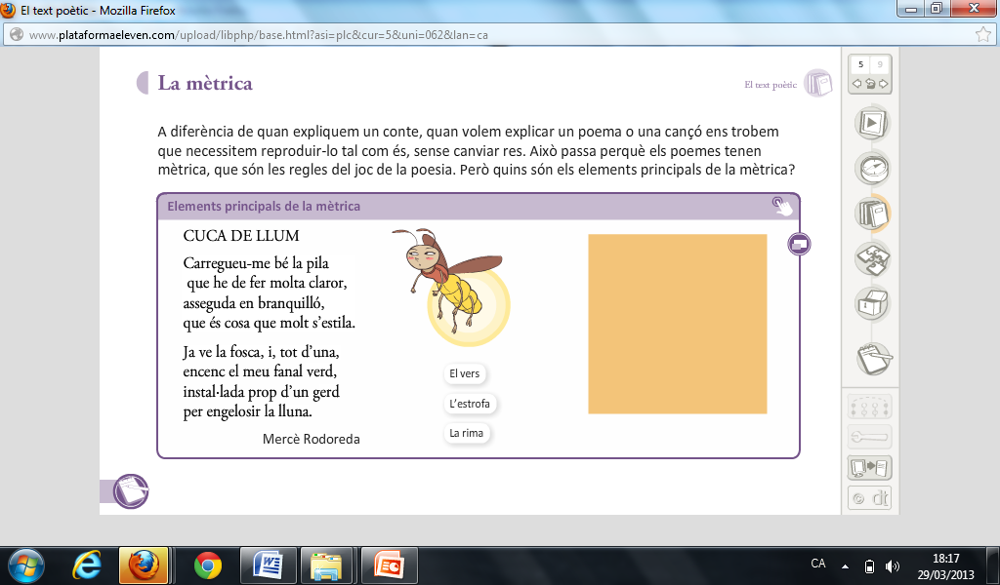 El text poètic - Mozilla Firefox
www.plataformaeleven.com/upload/libphp/base.html?asi=plc&cur=5&uni=062&lan=ca
La mètrica
El text poètic
5 9
A diferència de quan expliquem un conte, quan volem explicar un poema o una cançó ens trobem
que necessitem reproduir-lo tal com és, sense canviar res. Això passa perquè els poemes tenen
mètrica, que són les regles del joc de la poesia. Però quins són els elements principals de la mètrica?
Elements principals de la mètrica
CUCA DE LLUM
Carregueu-me bé la pila
que he de fer molta claror,
asseguda en branquilló,
que és cosa que molt s'estila.
Ja ve la fosca, i, tot d'una,
encenc el meu fanal verd,
instal·lada prop d'un gerd
per engelosir la lluna.
Mercè Rodoreda
El vers
L'estrofa
La rima
dt
CA
18:17
29/03/2013